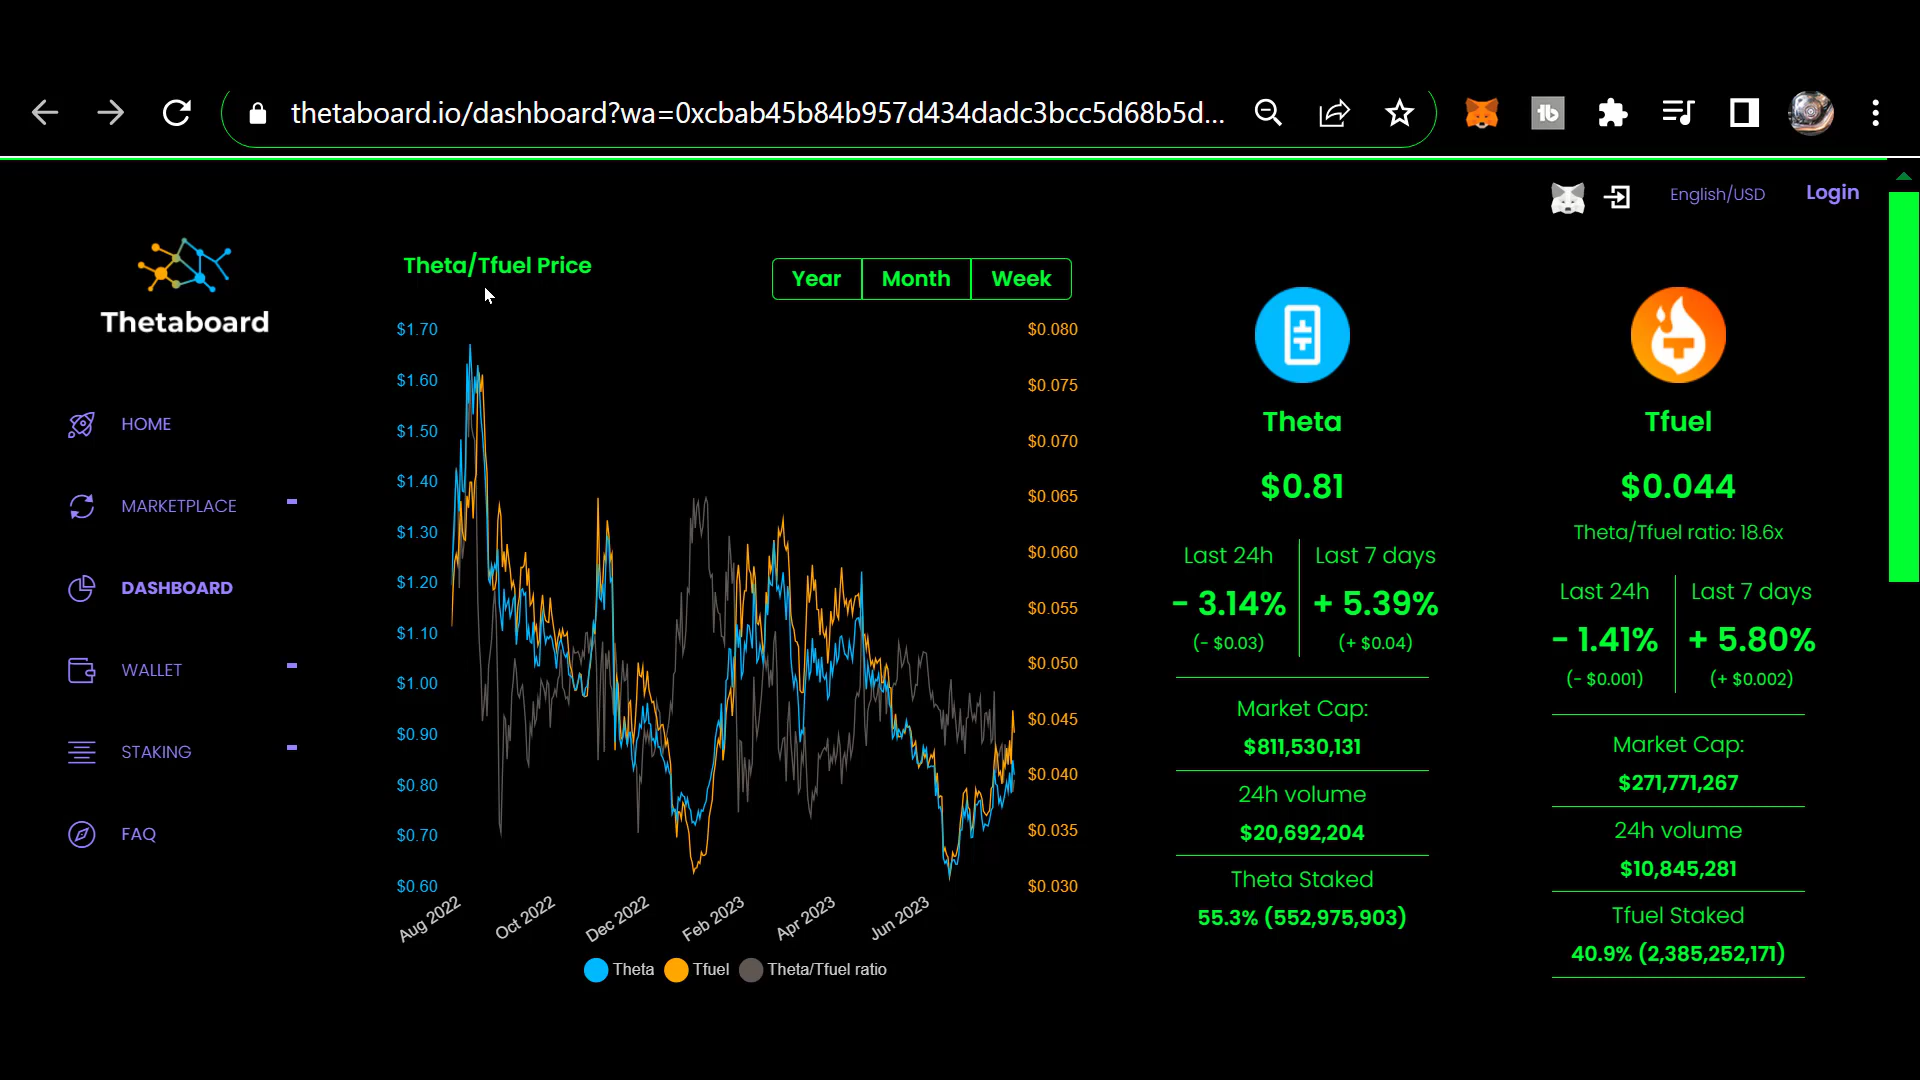 thetaboard.io/dashboard?wa=0xcbab45b84b957d434dadc3bcc5d68b5d...
English/USD
Login
Thetaboard
HOME
MARKETPLACE
DASHBOARD
WALLET
STAKING
FAQ
Theta/Tfuel Price
Year Month Week
$1.70
$1.60
$1.50
$1.40
$1.30
$1.20
$1.10
$1.00
$0.90
$0.80
$0.70
$0.60
$0.080
$0.075
$0.070
$0.065
$0.060
$0.055
$0.050
$0.045
$0.040
$0.035
$0.030
Aug 2022
Oct 2022
Dec 2022
Feb 2023
Apr 2023
Jun 2023
Theta Tfuel Theta/Tfuel ratio
Theta
$0.81
Last 24h
- 3.14%
(- $0.03)
Last 7 days
+ 5.39%
(+ $0.04)
Market Cap:
$811,530,131
24h volume
$20,692,204
Theta Staked
55.3% (552,975,903)
Tfuel
$0.044
Theta/Tfuel ratio: 18.6x
Last 24h
- 1.41%
(- $0.001)
Last 7 days
+ 5.80%
(+ $0.002)
Market Cap:
$271,771,267
24h volume
$10,845,281
Tfuel Staked
40.9% (2,385,252,171)